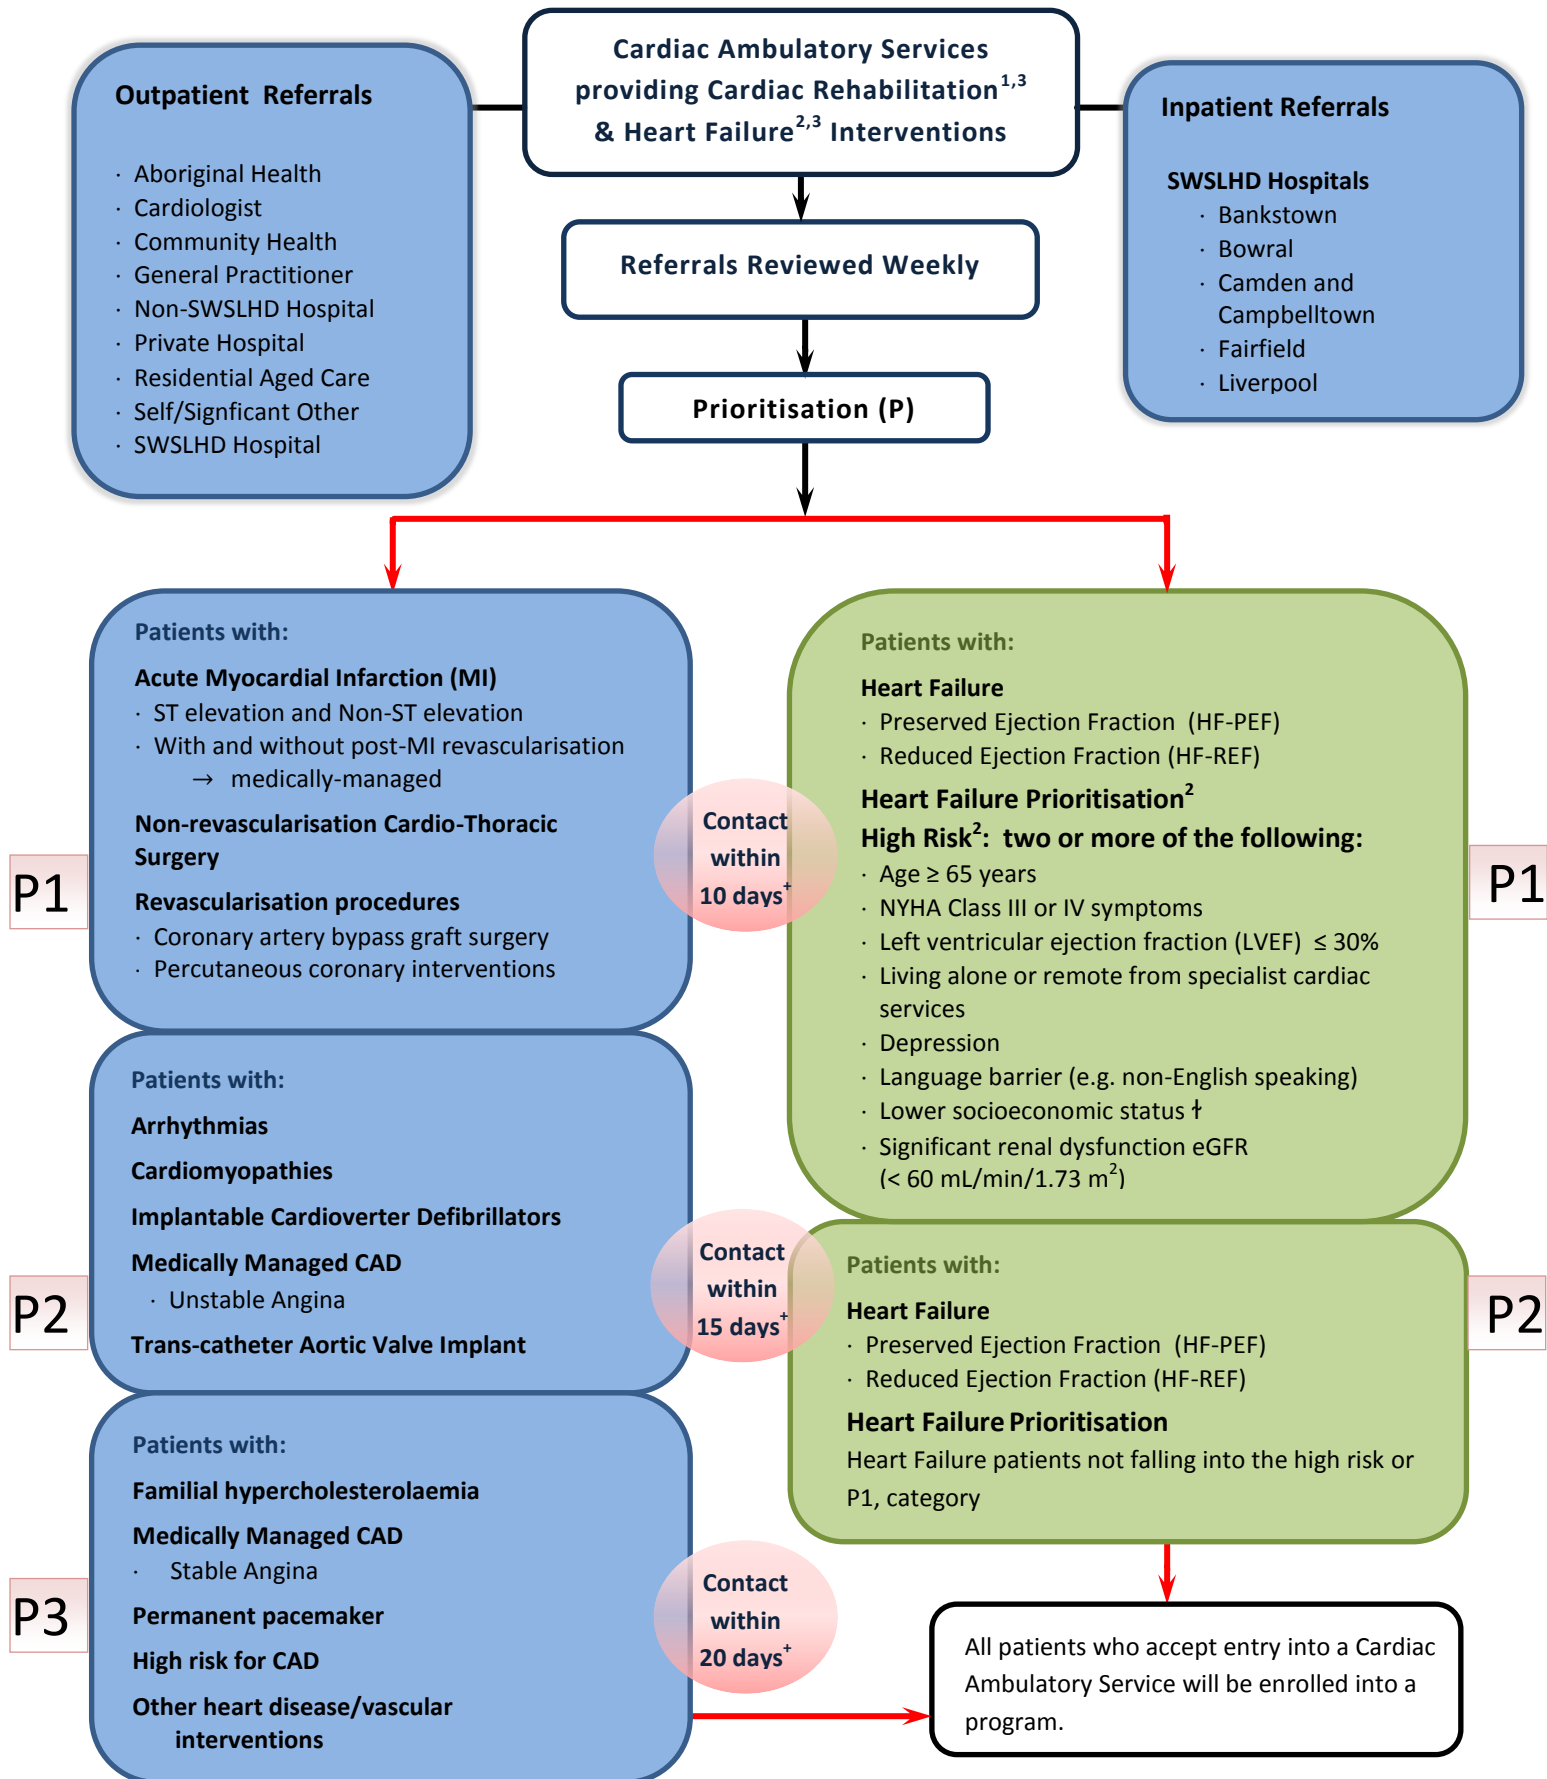 Cardiac Ambulatory Services
providing Cardiac Rehabilitation1,3
& Heart Failure2,3 Interventions
Outpatient Referrals
· Aboriginal Health
· Cardiologist
· Community Health
· General Practitioner
· Non-SWSLHD Hospital
· Private Hospital
· Residential Aged Care
· Self/Signficant Other
· SWSLHD Hospital
Inpatient Referrals
SWSLHD Hospitals
· Bankstown
· Bowral
· Camden and
Campbelltown
· Fairfield
· Liverpool
Referrals Reviewed Weekly
Prioritisation (P)
P1
Patients with:
Acute Myocardial Infarction (MI)
· ST elevation and Non-ST elevation
· With and without post-MI revascularisation
→ medically-managed
Non-revascularisation Cardio-Thoracic
Surgery
Revascularisation procedures
· Coronary artery bypass graft surgery
· Percutaneous coronary interventions
Contact
within
10 days+
Patients with:
Heart Failure
· Preserved Ejection Fraction (HF-PEF)
· Reduced Ejection Fraction (HF-REF)
Heart Failure Prioritisation2
High Risk2: two or more of the following:
· Age ≥ 65 years
· NYHA Class III or IV symptoms
· Left ventricular ejection fraction (LVEF) ≤ 30%
· Living alone or remote from specialist cardiac
services
· Depression
· Language barrier (e.g. non-English speaking)
· Lower socioeconomic status ƚ
· Significant renal dysfunction eGFR
(< 60 mL/min/1.73 m2)
P1
P2
Patients with:
Arrhythmias
Cardiomyopathies
Implantable Cardioverter Defibrillators
Medically Managed CAD
· Unstable Angina
Trans-catheter Aortic Valve Implant
Contact
within
15 days+
Patients with:
Heart Failure
· Preserved Ejection Fraction (HF-PEF)
· Reduced Ejection Fraction (HF-REF)
Heart Failure Prioritisation
Heart Failure patients not falling into the high risk or
P1, category
P2
P3
Patients with:
Familial hypercholesterolaemia
Medically Managed CAD
· Stable Angina
Permanent pacemaker
High risk for CAD
Other heart disease/vascular
interventions
Contact
within
20 days+
All patients who accept entry into a Cardiac
Ambulatory Service will be enrolled into a
program.